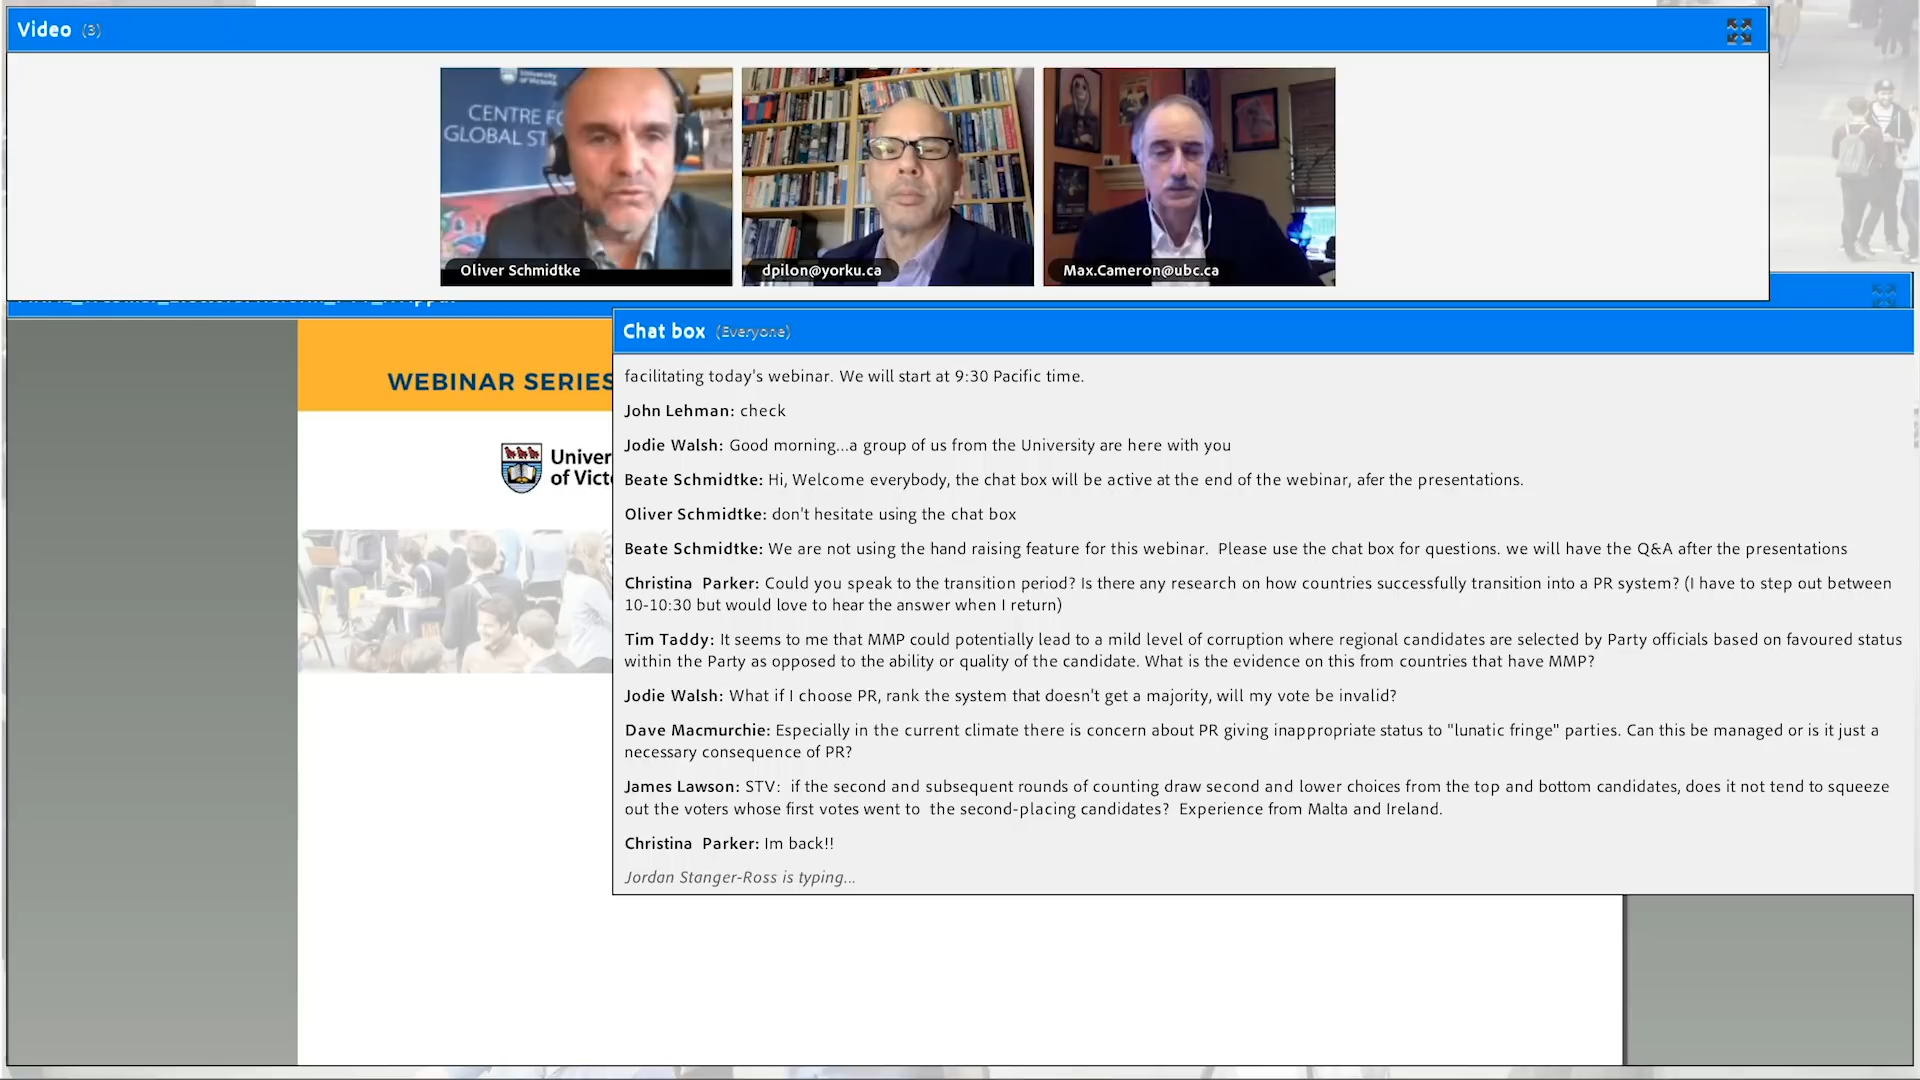 Video (3)
University
of Victoria
CENTRE FO
GLOBAL ST
Oliver Schmidtke
dpilon@yorku.ca
Max.Cameron@ubc.ca
Chat box (Everyone)
facilitating today's webinar. We will start at 9:30 Pacific time.
John Lehman: check
Jodie Walsh: Good morning...a group of us from the University are here with you
Beate Schmidtke: Hi, Welcome everybody, the chat box will be active at the end of the webinar, afer the presentations.
Oliver Schmidtke: don't hesitate using the chat box
Beate Schmidtke: We are not using the hand raising feature for this webinar.  Please use the chat box for questions. we will have the Q&A after the presentations
Christina  Parker: Could you speak to the transition period? Is there any research on how countries successfully transition into a PR system? (I have to step out between
10-10:30 but would love to hear the answer when I return)
Tim Taddy: It seems to me that MMP could potentially lead to a mild level of corruption where regional candidates are selected by Party officials based on favoured status
within the Party as opposed to the ability or quality of the candidate. What is the evidence on this from countries that have MMP?
Jodie Walsh: What if I choose PR, rank the system that doesn't get a majority, will my vote be invalid?
Dave Macmurchie: Especially in the current climate there is concern about PR giving inappropriate status to "lunatic fringe" parties. Can this be managed or is it just a
necessary consequence of PR?
James Lawson: STV:  if the second and subsequent rounds of counting draw second and lower choices from the top and bottom candidates, does it not tend to squeeze
out the voters whose first votes went to  the second-placing candidates?  Experience from Malta and Ireland.
Christina  Parker: Im back!!
Jordan Stanger-Ross is typing...
WEBINAR SERIES
Univer
of Victo